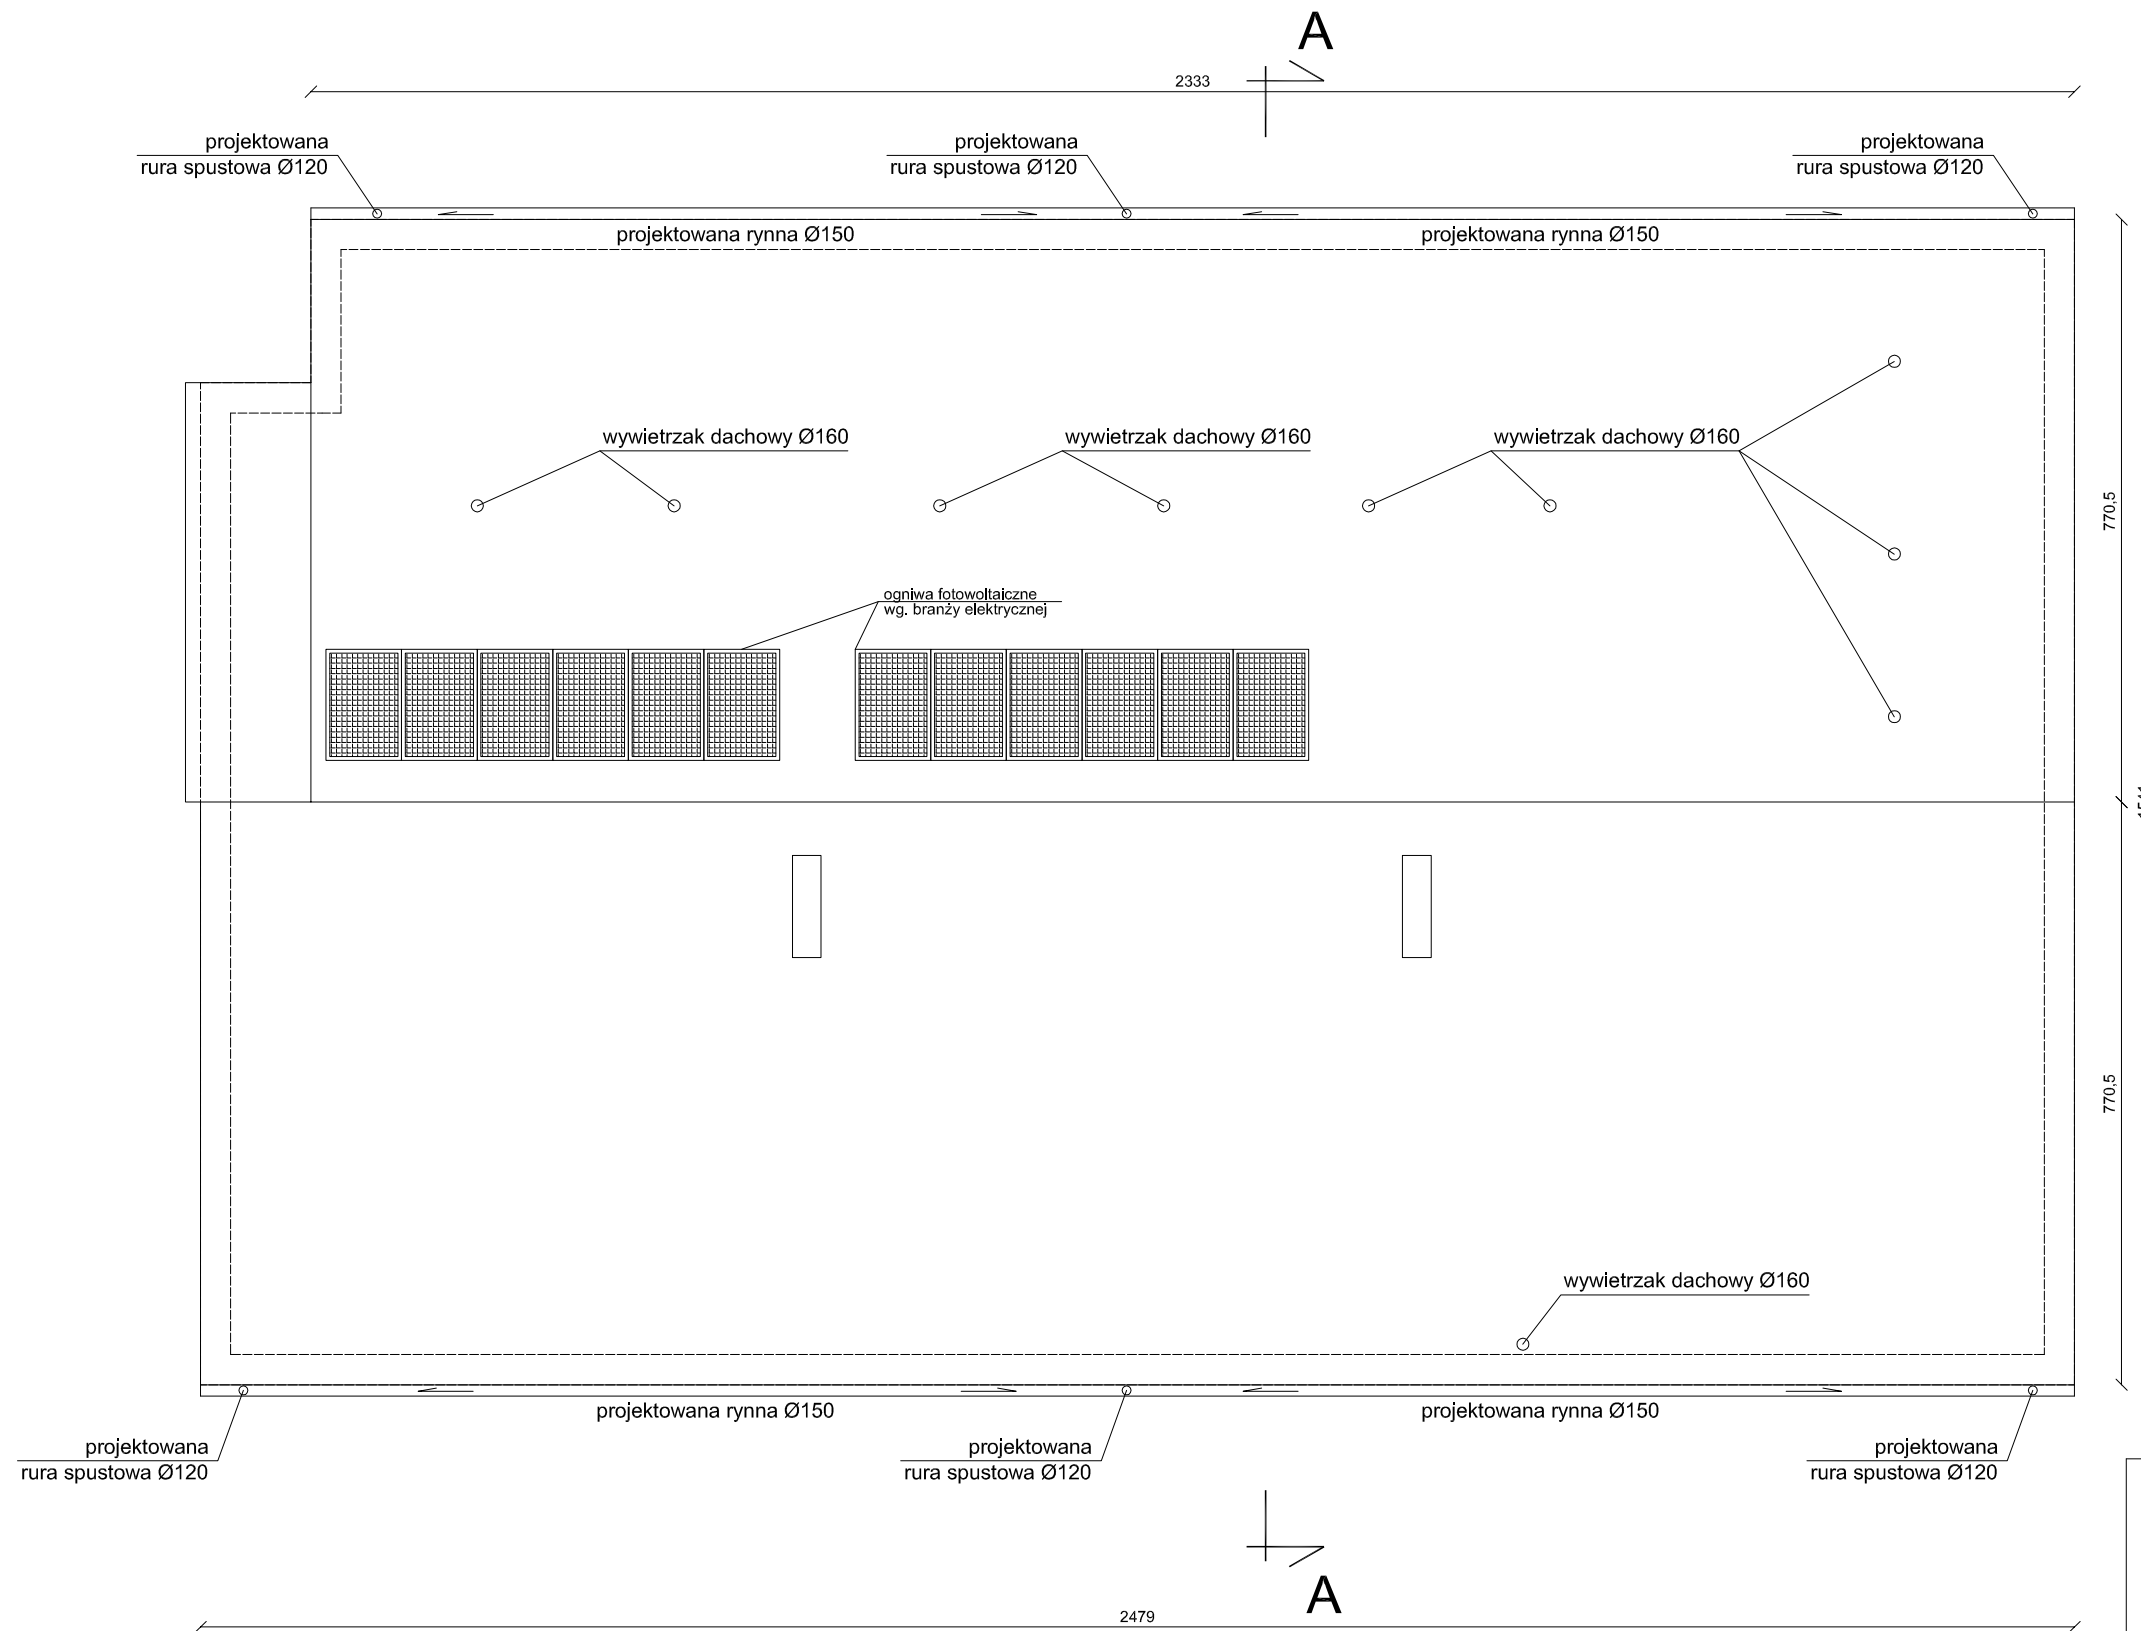 A
2333
projektowana
rura spustowa Ø120
projektowana
rura spustowa Ø120
projektowana
rura spustowa Ø120
projektowana rynna Ø150
projektowana rynna Ø150
wywietrzak dachowy Ø160
wywietrzak dachowy Ø160
wywietrzak dachowy Ø160
770,5
ogniwa fotowoltaiczne
wg. branży elektrycznej
770,5
wywietrzak dachowy Ø160
projektowana rynna Ø150
projektowana rynna Ø150
projektowana
rura spustowa Ø120
projektowana
rura spustowa Ø120
projektowana
rura spustowa Ø120
A
2479